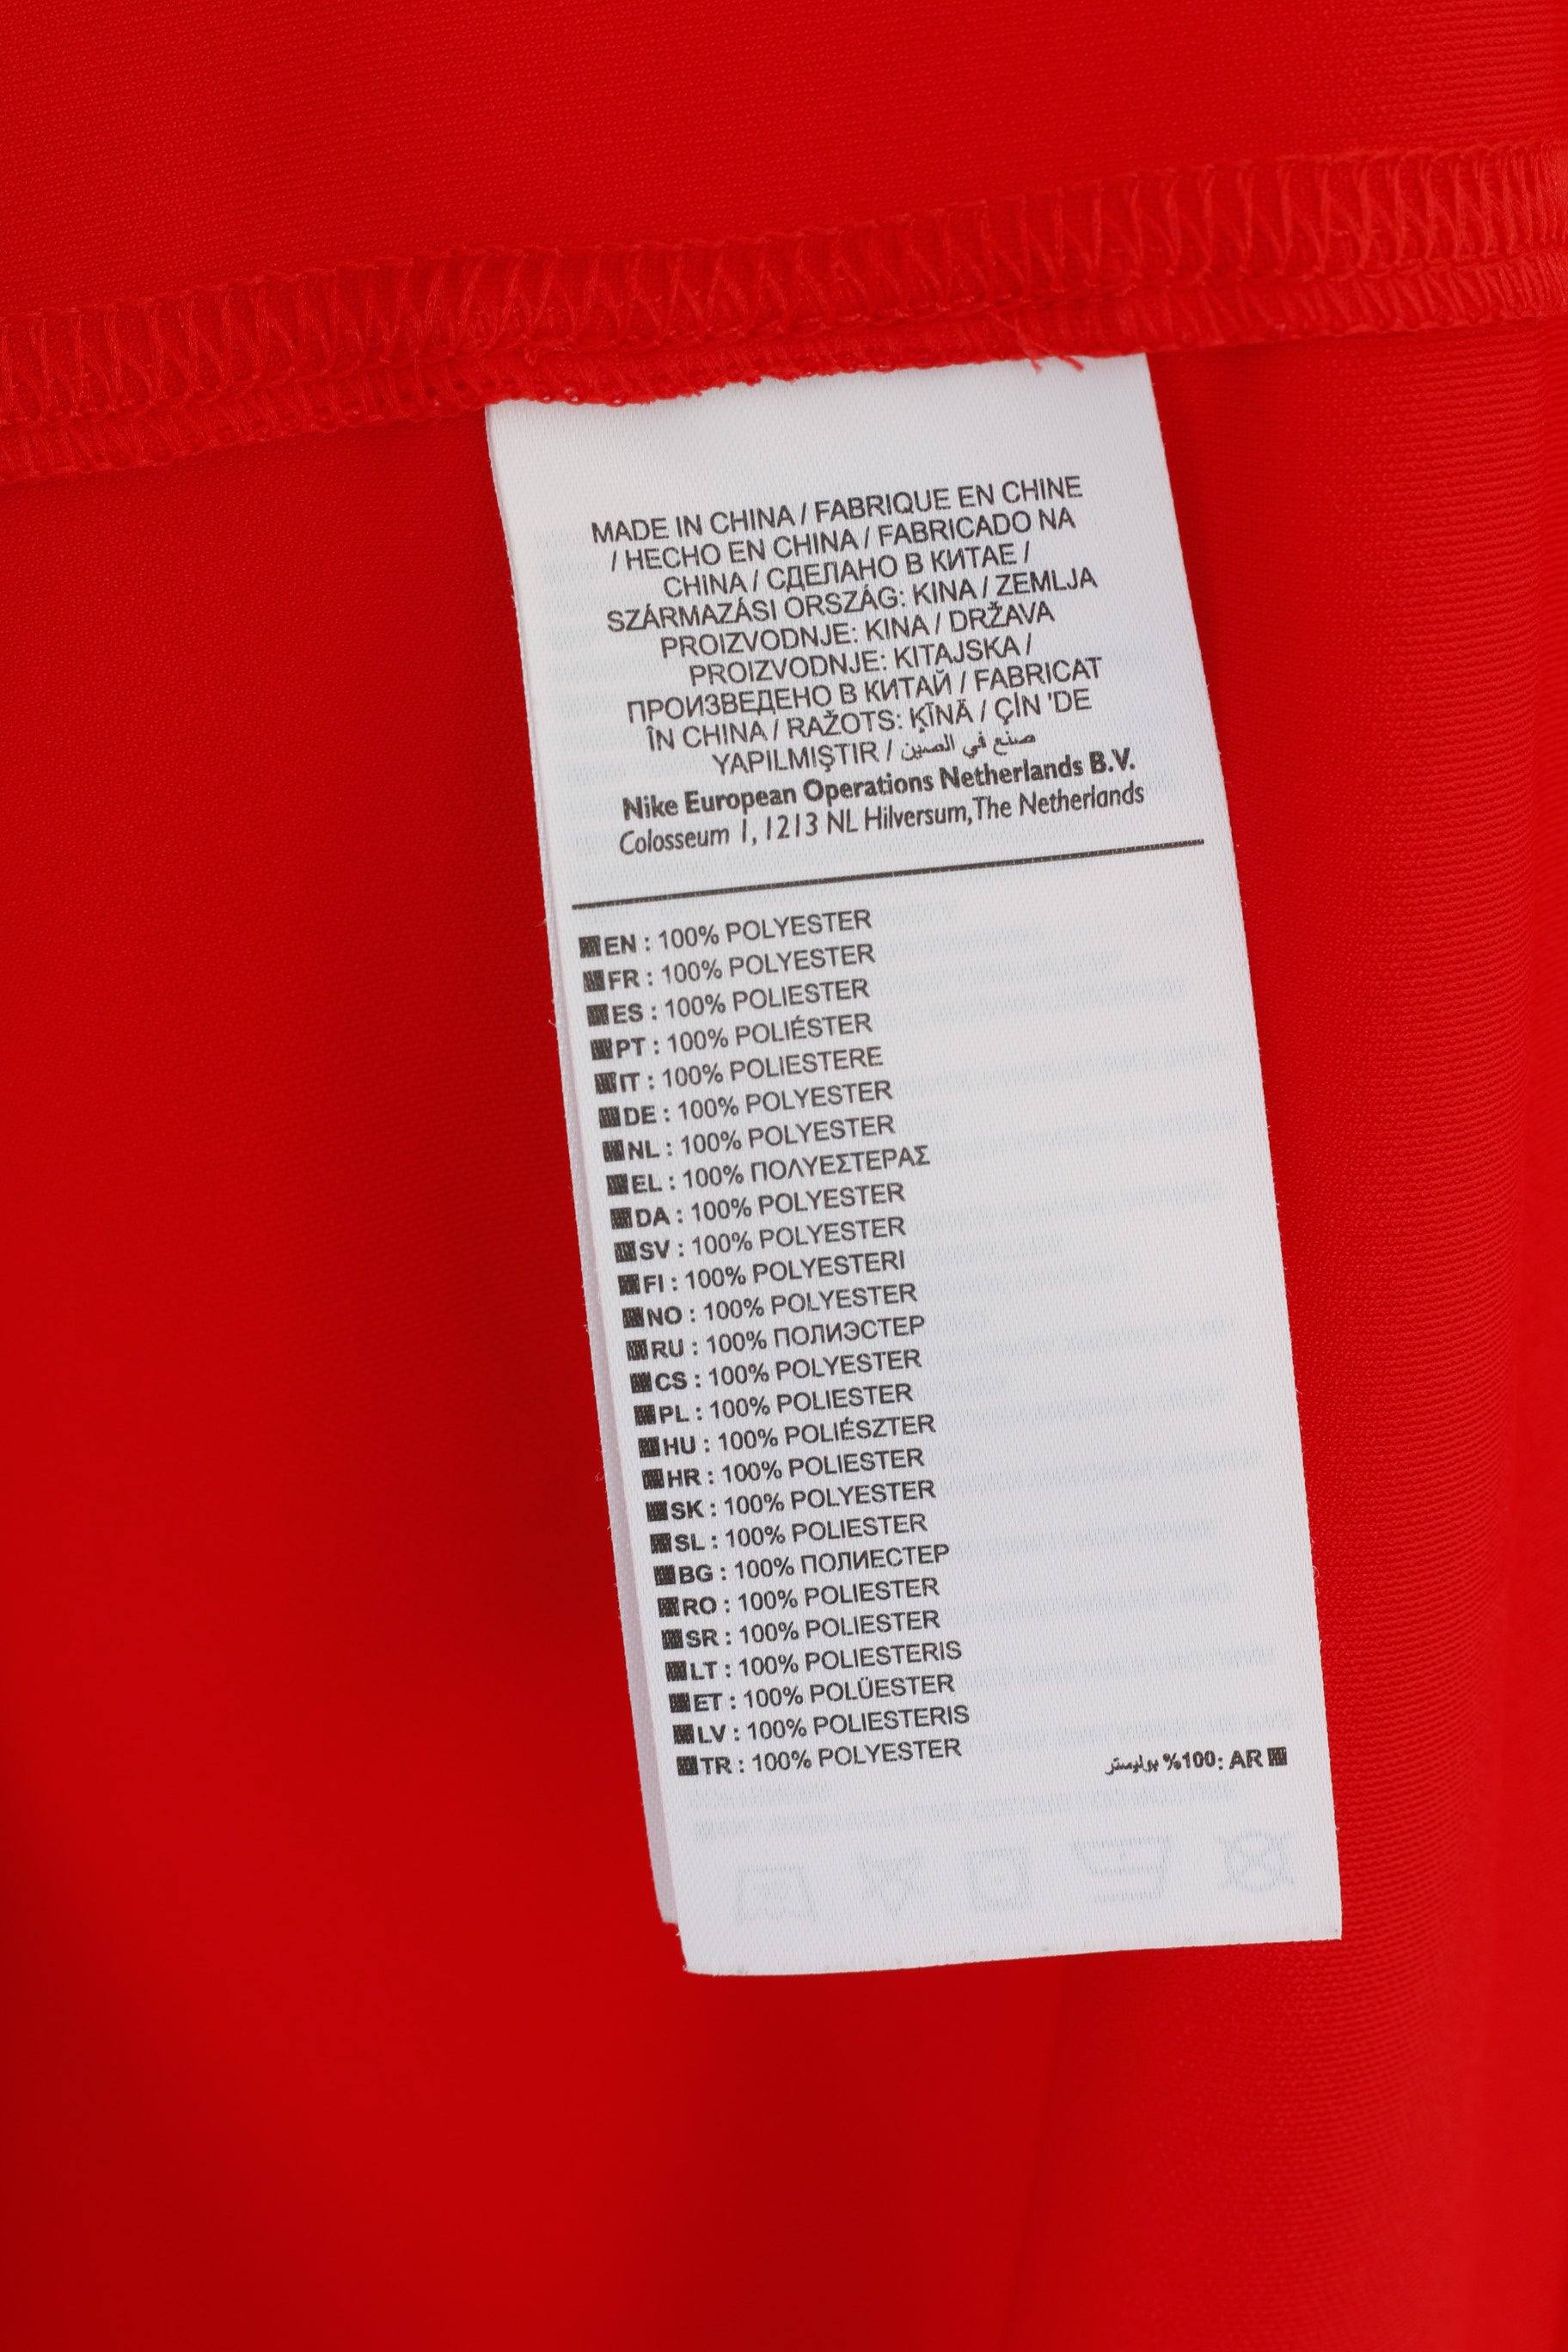 MADE IN CHINA / FABRIQUE EN CHINE
/ HECHO EN CHINA / FABRICADO NA
CHINA / СДЕЛАНО В КИТАЕ /
SZÁRMAZÁSI ORSZÁG: KINA / ZEMLJA
PROIZVODNJE: KINA / DRŽAVA
PROIZVODNJE: KITAJSKA /
ПРОИЗВЕДЕНО В КИТАЙ / FABRICAT
ÎN CHINA / RAŽOTS: ĶĪNĀ / ÇİN 'DE
YAPILMIŞTIR / صنع في الصين
Nike European Operations Netherlands B.V.
Colosseum 1, 1213 NL Hilversum, The Netherlands
EN : 100% POLYESTER
FR : 100% POLYESTER
ES : 100% POLIESTER
PT : 100% POLIÉSTER
IT : 100% POLIESTERE
DE : 100% POLYESTER
NL : 100% POLYESTER
EL : 100% ΠΟΛΥΕΣΤΕΡΑΣ
DA : 100% POLYESTER
SV : 100% POLYESTER
FI : 100% POLYESTERI
NO : 100% POLYESTER
RU : 100% ПОЛИЭСТЕР
CS : 100% POLYESTER
PL : 100% POLIESTER
HU : 100% POLIÉSZTER
HR : 100% POLIESTER
SK : 100% POLYESTER
SL : 100% POLIESTER
BG : 100% ПОЛИЕСТЕР
RO : 100% POLIESTER
SR : 100% POLIESTER
LT : 100% POLIESTERIS
ET : 100% POLÜESTER
LV : 100% POLIESTERIS
TR : 100% POLYESTER
AR :100% بوليستر